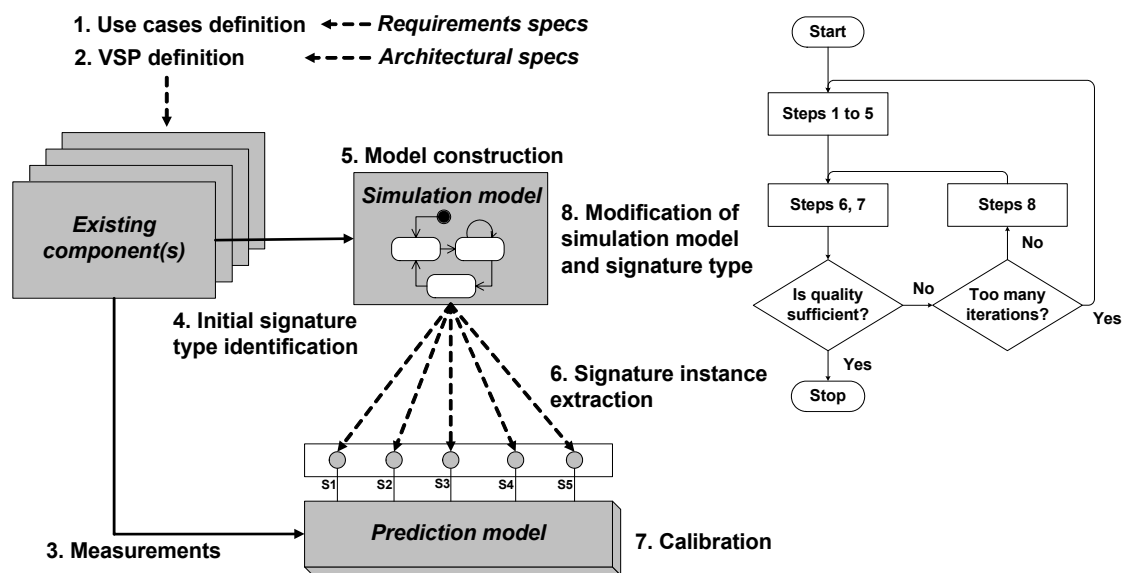 1. Use cases definition
Requirements specs
2. VSP definition
Architectural specs
Existing
component(s)
5. Model construction
Simulation model
8. Modification of
simulation model
and signature type
4. Initial signature
type identification
6. Signature instance
extraction
S1
S2
S3
S4
S5
Prediction model
3. Measurements
7. Calibration
Start
Steps 1 to 5
Steps 6, 7
Steps 8
No
Is quality
sufficient?
No
Too many
iterations?
Yes
Yes
Stop